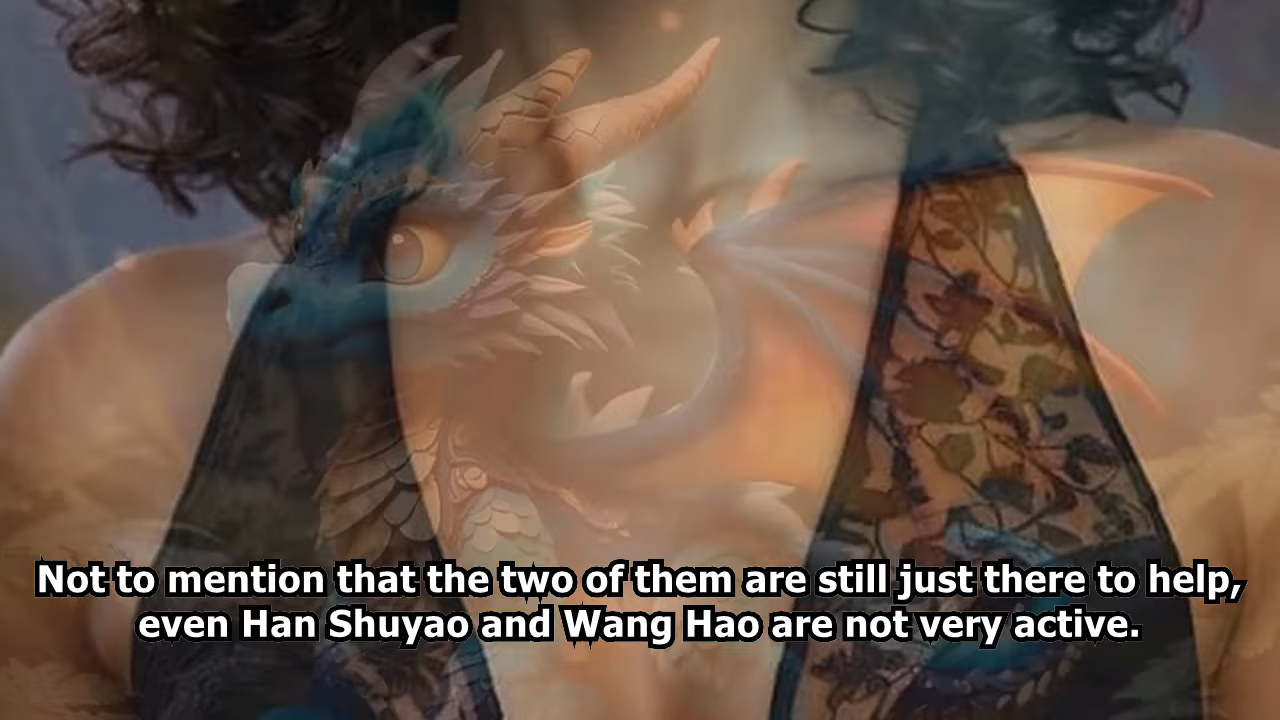 Not to mention that the two of them are still just there to help,
even Han Shuyao and Wang Hao are not very active.